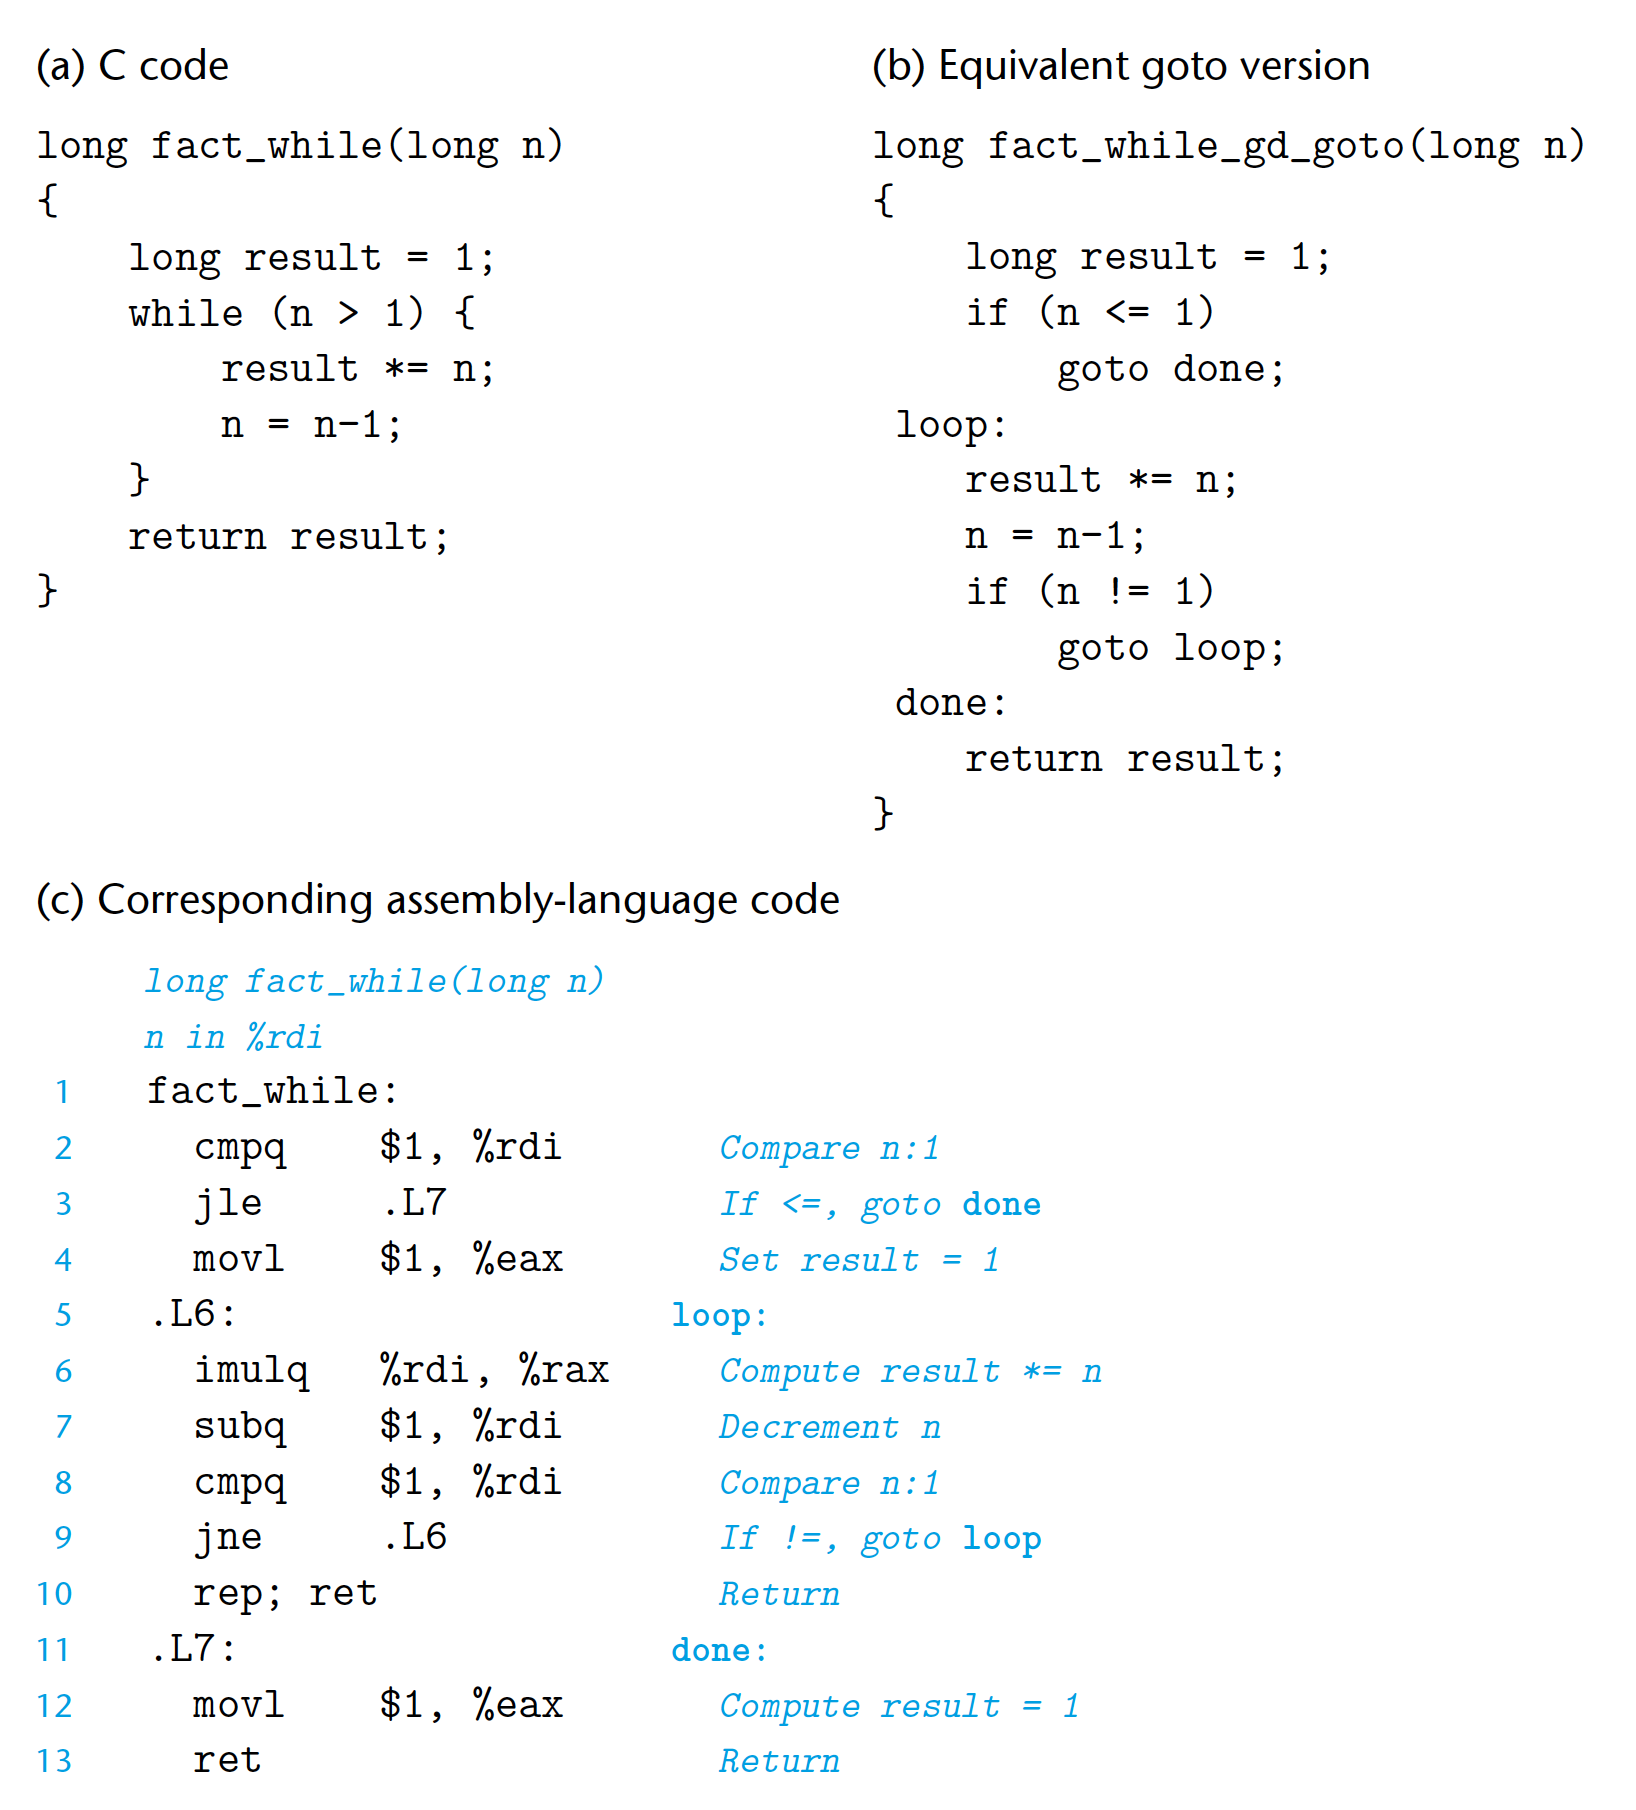 (a) C code
long fact_while(long n)
{
    long result = 1;
    while (n > 1) {
        result *= n;
        n = n-1;
    }
    return result;
}
(b) Equivalent goto version
long fact_while_gd_goto(long n)
{
    long result = 1;
    if (n <= 1)
        goto done;
 loop:
    result *= n;
    n = n-1;
    if (n != 1)
        goto loop;
 done:
    return result;
}
(c) Corresponding assembly-language code
long fact_while(long n)
n in %rdi
1 fact_while:
2 cmpq $1, %rdi Compare n:1
3 jle .L7 If <=, goto done
4 movl $1, %eax Set result = 1
5 .L6: loop:
6 imulq %rdi, %rax Compute result *= n
7 subq $1, %rdi Decrement n
8 cmpq $1, %rdi Compare n:1
9 jne .L6 If !=, goto loop
10 rep; ret Return
11 .L7: done:
12 movl $1, %eax Compute result = 1
13 ret Return